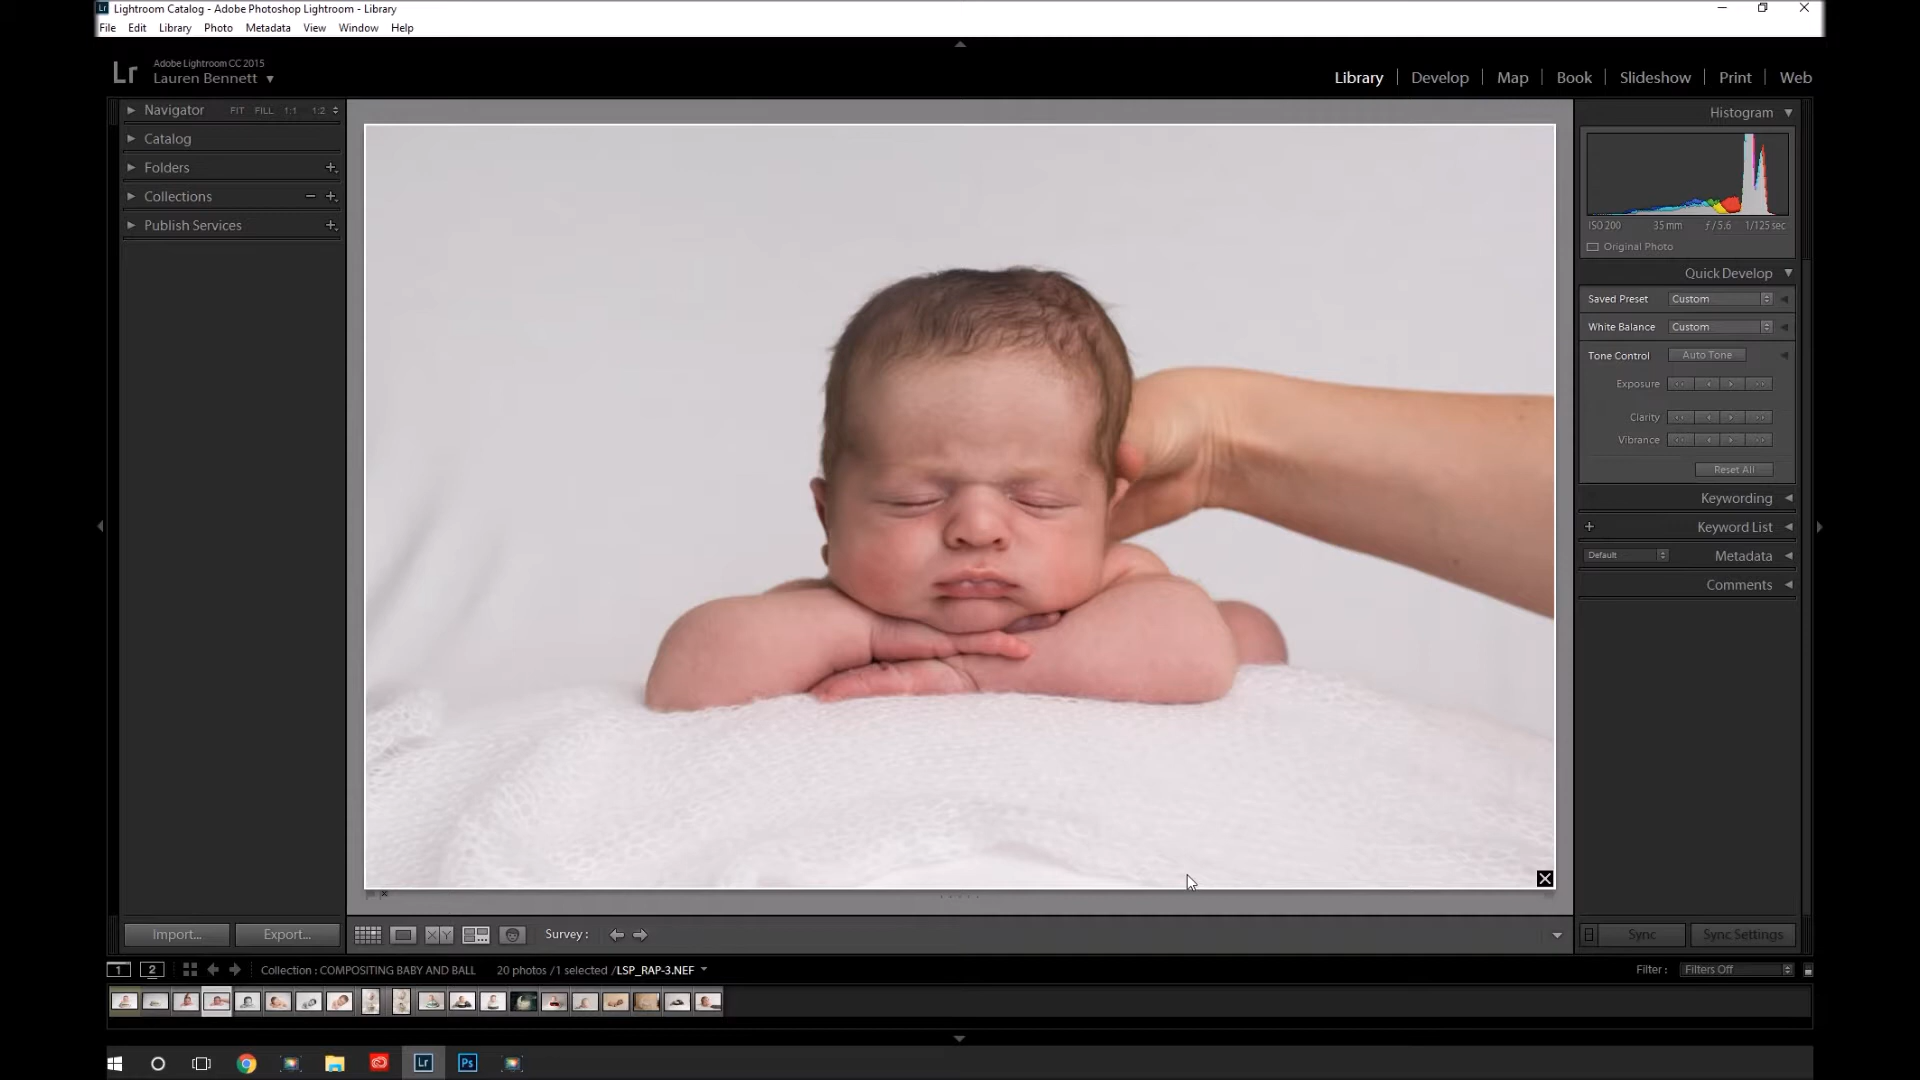 Lr Lightroom Catalog - Adobe Photoshop Lightroom - Library
File Edit Library Photo Metadata View Window Help
Lr Adobe Lightroom CC 2015
Lauren Bennett
Library Develop Map Book Slideshow Print Web
Navigator FIT FILL 1:1 1:2
Catalog
Folders
Collections
Publish Services
Histogram
ISO 200 35 mm ƒ / 5.6 1/125 sec
Original Photo
Quick Develop
Saved Preset Custom
White Balance Custom
Tone Control Auto Tone
Exposure
Clarity
Vibrance
Reset All
Keywording
Keyword List
Default Metadata
Comments
Import... Export... XY Survey : Sync Sync Settings
1 2 Collection : COMPOSITING BABY AND BALL 20 photos / 1 selected / LSP_RAP-3.NEF Filter : Filters Off
Lr Ps